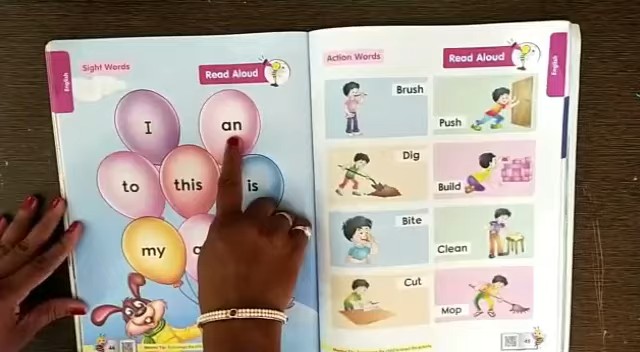 English
Sight Words
Read Aloud
I
an
to
this
is
my
Action Words
Read Aloud
English
Brush
Push
Dig
Build
Bite
Clean
Cut
Mop